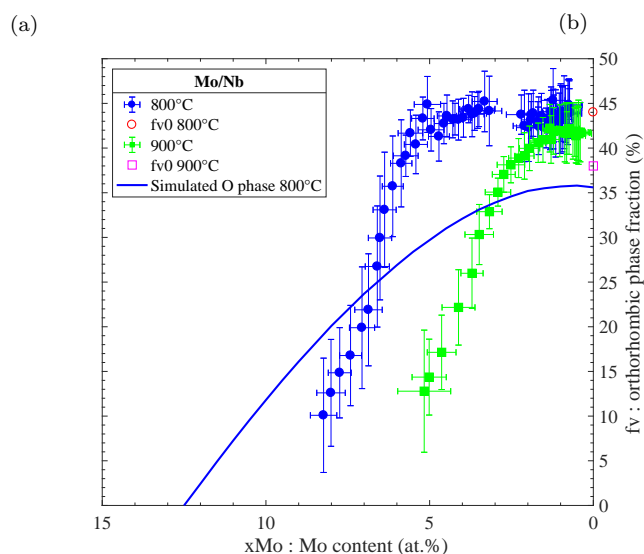 (a)
(b)
Mo/Nb
800°C
fv0 800°C
900°C
fv0 900°C
Simulated O phase 800°C
50
45
40
35
30
25
20
15
10
5
0
fv : orthorhombic phase fraction (%)
15
10
5
0
xMo : Mo content (at.%)